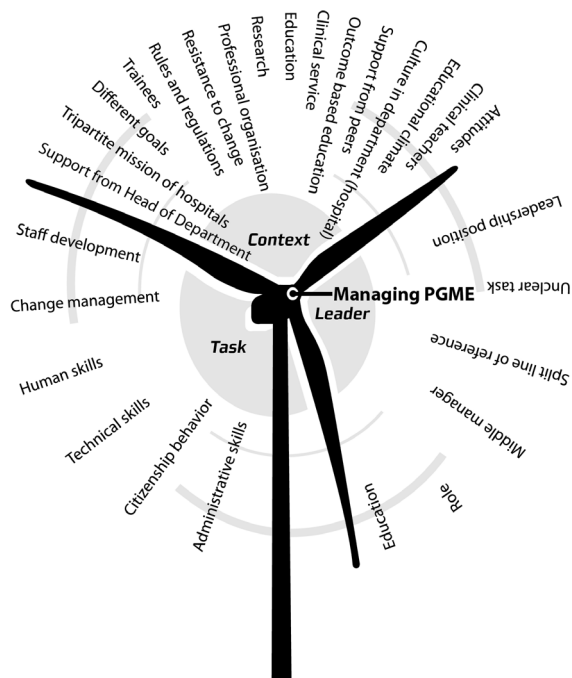 Support from Head of Department
Tripartite mission of hospitals
Different goals
Trainees
Rules and regulations
Resistance to change
Professional organisation
Research
Education
Clinical service
Outcome based education
Support from peers
Culture in department (hospital)
Educational climate
Clinical teachers
Attitudes
Leadership position
Unclear task
Split line of reference
Middle manager
Role
Education
Administrative skills
Citizenship behavior
Technical skills
Human skills
Change management
Staff development
Context
Managing PGME
Leader
Task